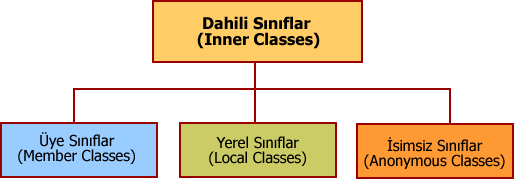 Dahili Sınıflar
(Inner Classes)
Üye Sınıflar
(Member Classes)
Yerel Sınıflar
(Local Classes)
İsimsiz Sınıflar
(Anonymous Classes)